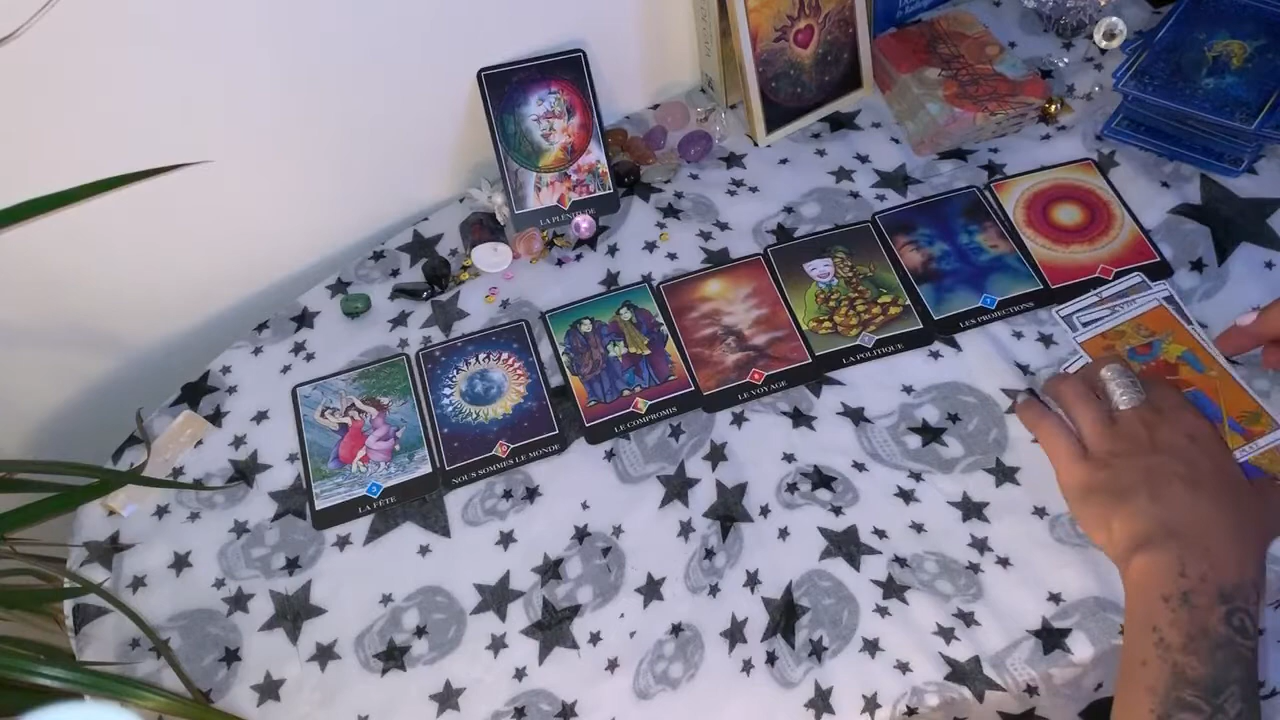 LA PLÉNITUDE
LA FÊTE
NOUS SOMMES LE MONDE
LE COMPROMIS
LE VOYAGE
LA POLITIQUE
LES PROJECTIONS